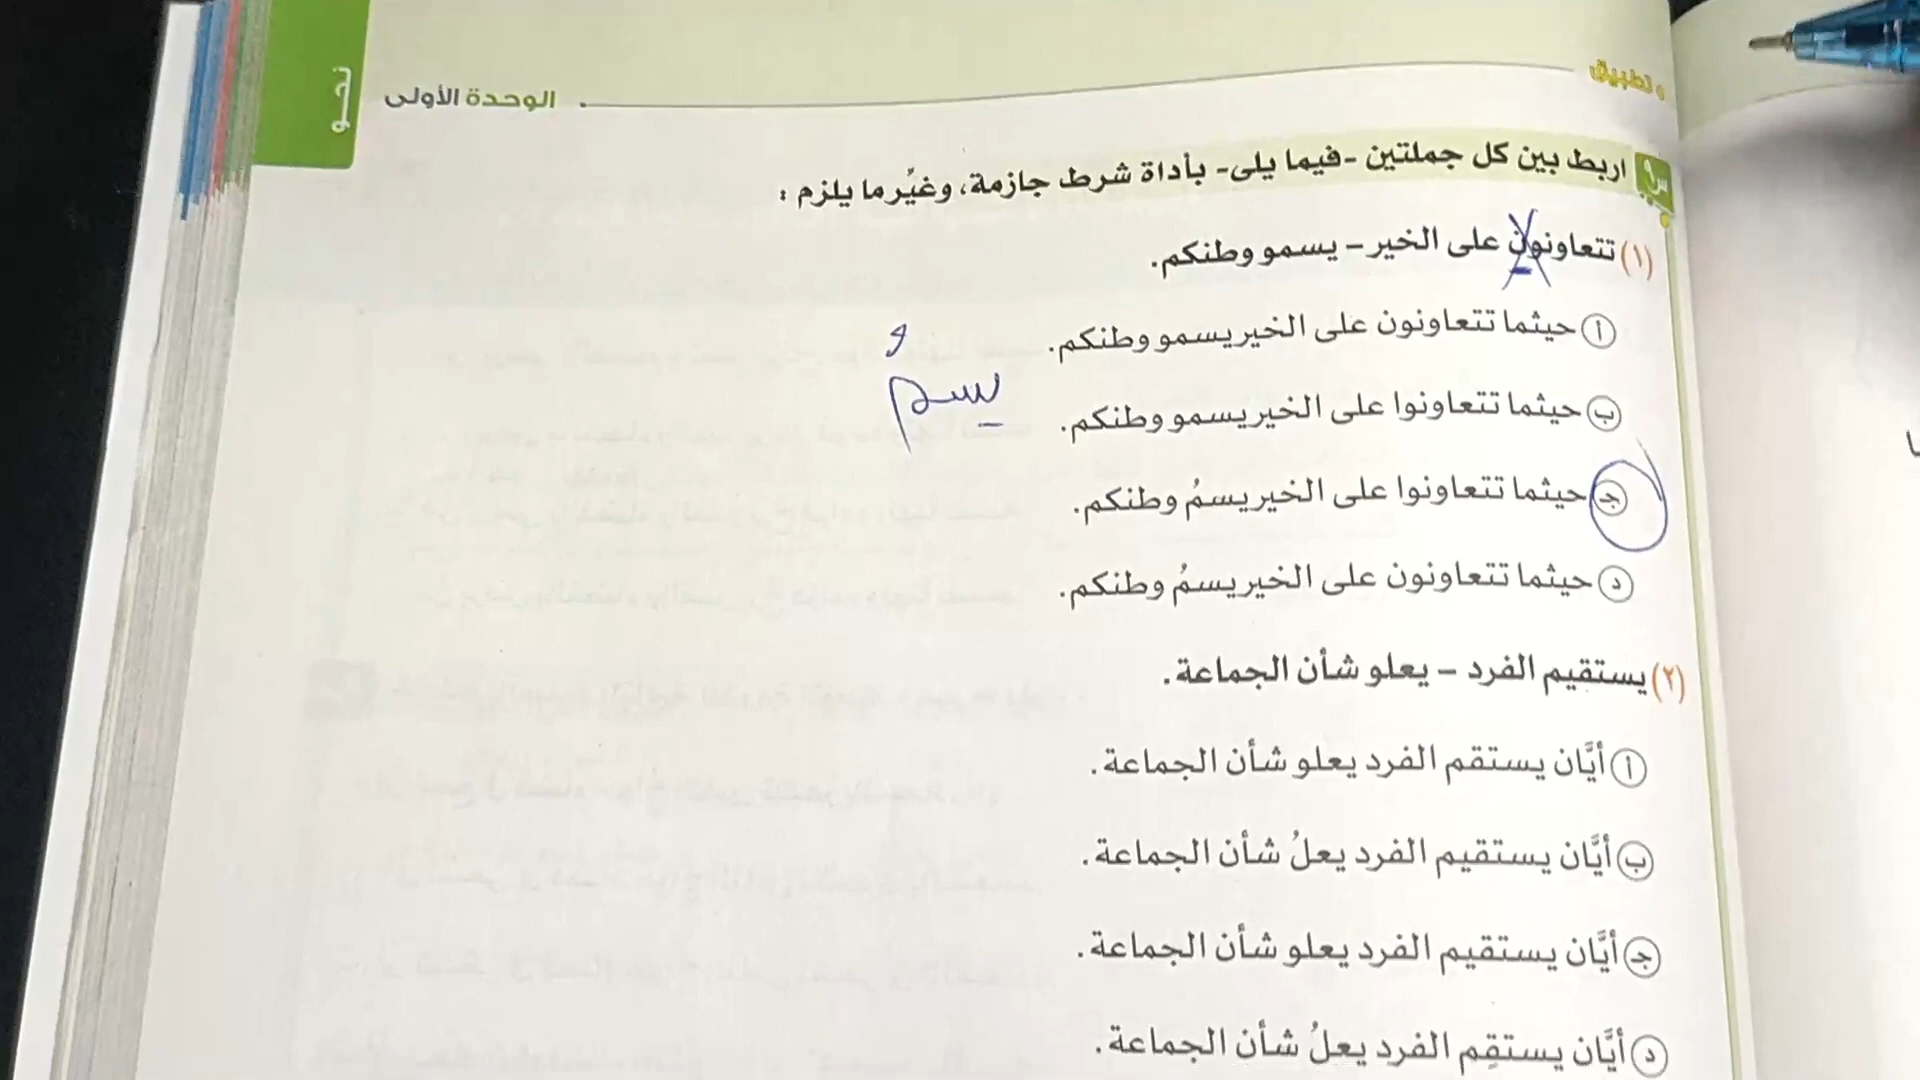 تطبيق
الوحدة الأولى
نحو
س٩ اربط بين كل جملتين -فيما يلى- بأداة شرط جازمة، وغيِّر ما يلزم :
(١) تتعاونون على الخير – يسمو وطنكم.
أ حيثما تتعاونون على الخير يسمو وطنكم.
ب حيثما تتعاونوا على الخير يسمو وطنكم.
و
يسم
ج حيثما تتعاونوا على الخير يسمُ وطنكم.
د حيثما تتعاونون على الخير يسمُ وطنكم.
(٢) يستقيم الفرد – يعلو شأن الجماعة.
أ أيَّان يستقم الفرد يعلو شأن الجماعة.
ب أيَّان يستقيم الفرد يعلُ شأن الجماعة.
ج أيَّان يستقيم الفرد يعلو شأن الجماعة.
د أيَّان يستقِم الفرد يعلُ شأن الجماعة.